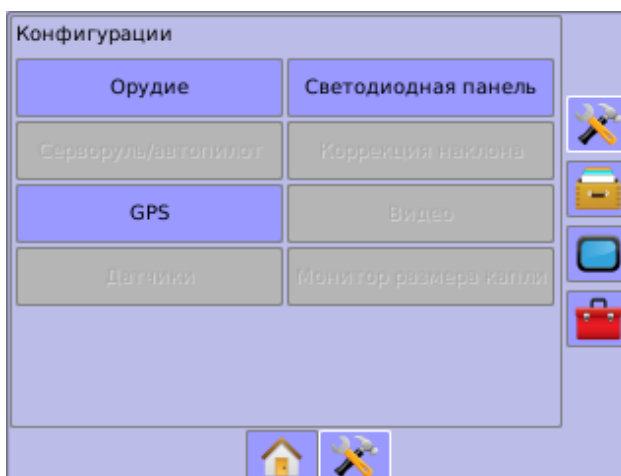 Конфигурации
Орудие
Светодиодная панель
Серворуль/автопилот
Коррекция наклона
GPS
Видео
Датчики
Монитор размера капли